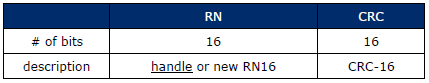 RN CRC
# of bits 16 16
description handle or new RN16 CRC-16